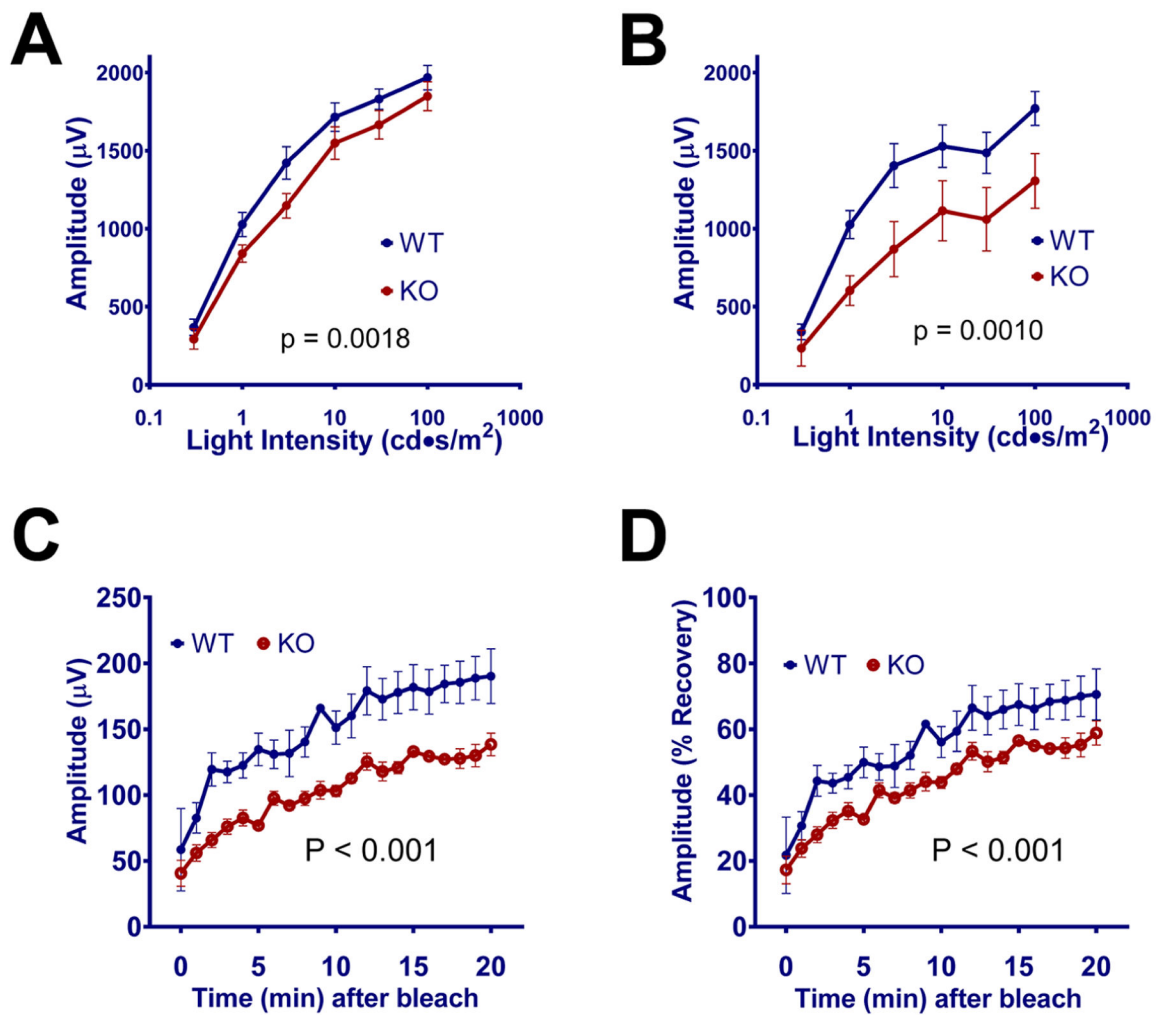 A
B
2000
1500
1000
500
0
Amplitude (μV)
WT
KO
p = 0.0018
0.1
1
10
100
1000
Light Intensity (cd•s/m²)
2000
1500
1000
500
0
Amplitude (μV)
WT
KO
p = 0.0010
0.1
1
10
100
1000
Light Intensity (cd•s/m²)
C
D
250
200
150
100
50
0
Amplitude (μV)
WT
KO
P < 0.001
0
5
10
15
20
Time (min) after bleach
100
80
60
40
20
0
Amplitude (% Recovery)
WT
KO
P < 0.001
0
5
10
15
20
Time (min) after bleach